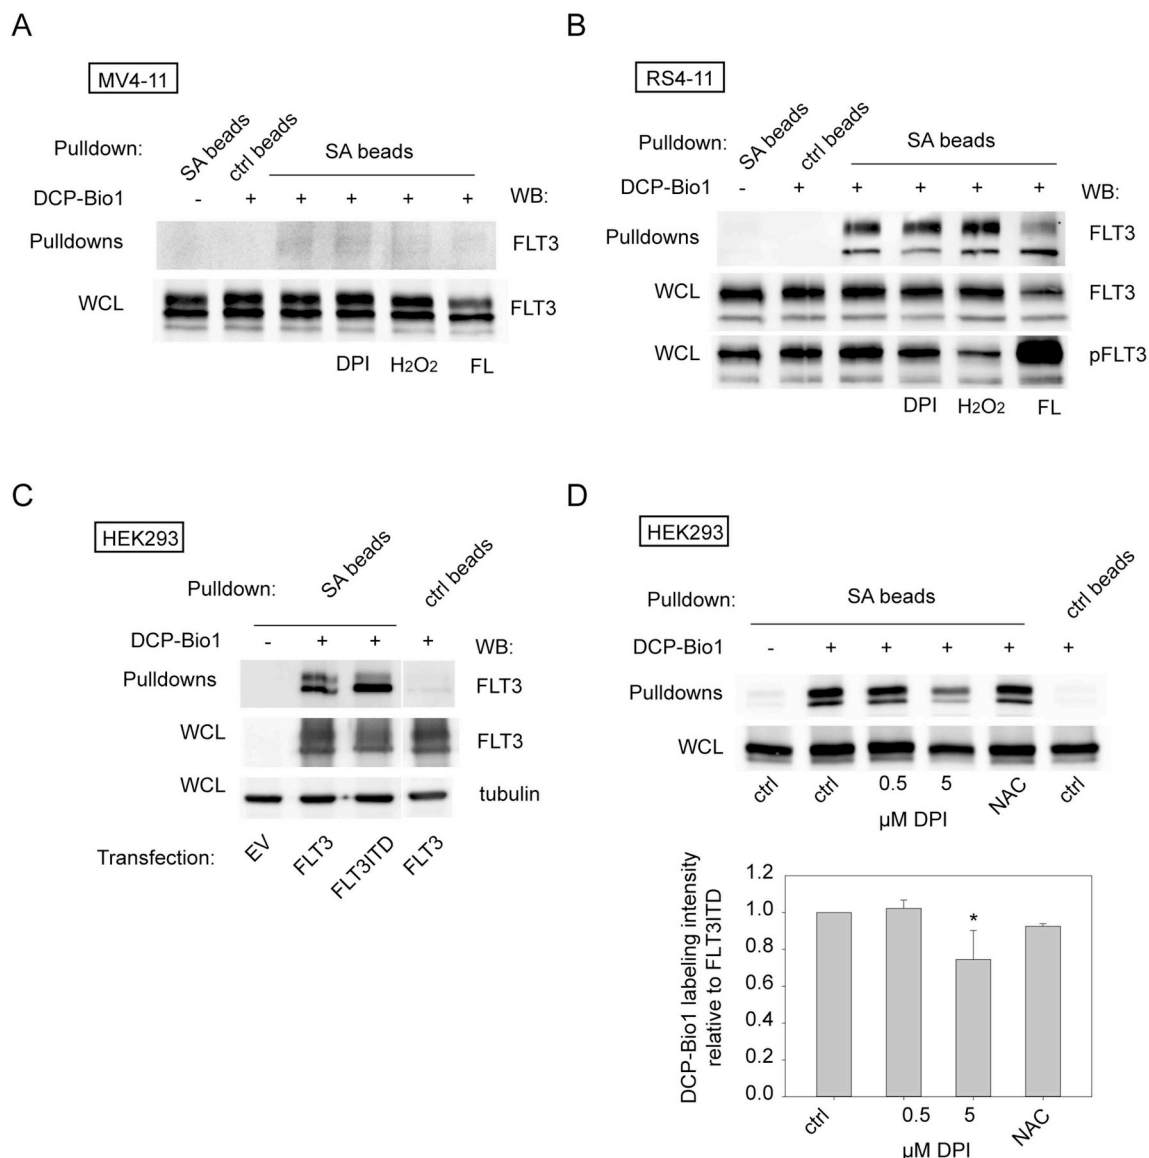 A
MV4-11
Pulldown:
SA beads
ctrl beads
SA beads
DCP-Bio1
-
+
+
+
+
+
WB:
Pulldowns
FLT3
WCL
FLT3
DPI
H2O2
FL
B
RS4-11
Pulldown:
SA beads
ctrl beads
SA beads
DCP-Bio1
-
+
+
+
+
+
WB:
Pulldowns
FLT3
WCL
FLT3
WCL
pFLT3
DPI
H2O2
FL
C
HEK293
Pulldown:
SA beads
ctrl beads
DCP-Bio1
-
+
+
+
WB:
Pulldowns
FLT3
WCL
FLT3
WCL
tubulin
Transfection:
EV
FLT3
FLT3ITD
FLT3
D
HEK293
Pulldown:
SA beads
ctrl beads
DCP-Bio1
-
+
+
+
+
+
Pulldowns
WCL
ctrl
ctrl
0.5
5
NAC
ctrl
µM DPI
DCP-Bio1 labeling intensity
relative to FLT3ITD
1.2
1.0
0.8
0.6
0.4
0.2
0.0
*
ctrl
0.5
5
NAC
µM DPI